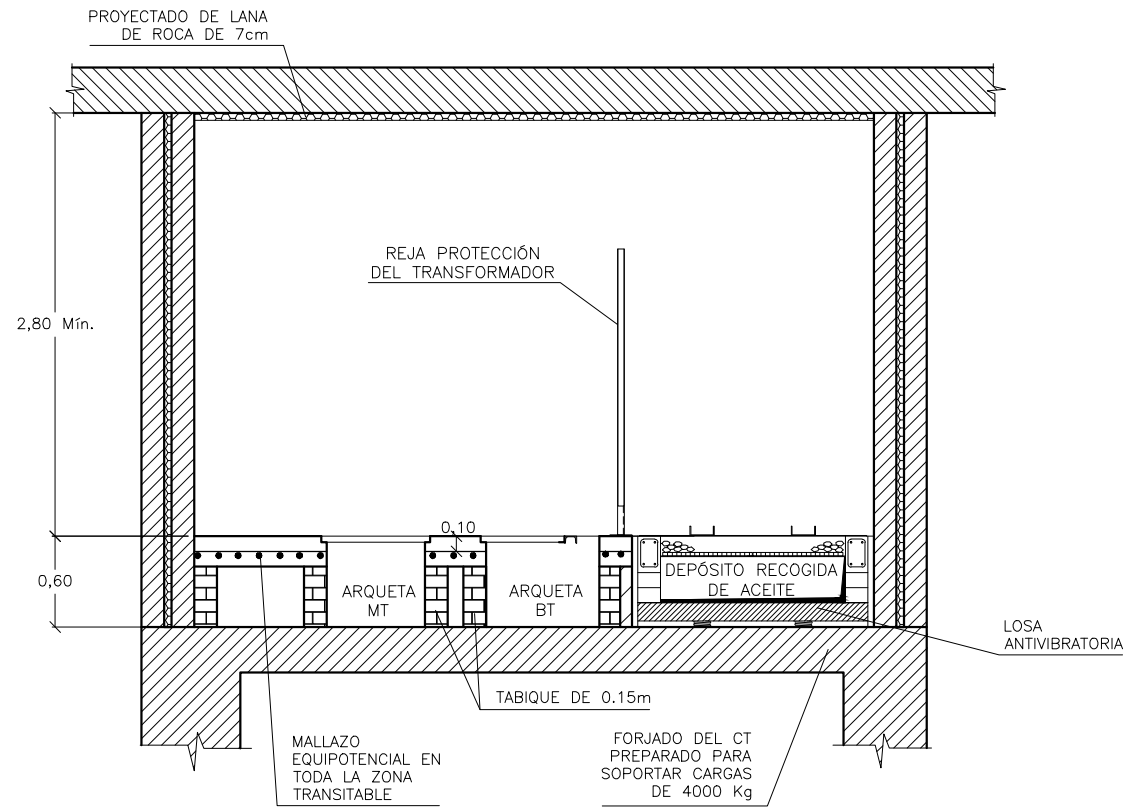 PROYECTADO DE LANA
DE ROCA DE 7cm
REJA PROTECCIÓN
DEL TRANSFORMADOR
2,80 Mín.
0,10
0,60
ARQUETA
MT
ARQUETA
BT
DEPÓSITO RECOGIDA
DE ACEITE
LOSA
ANTIVIBRATORIA
TABIQUE DE 0.15m
MALLAZO
EQUIPOTENCIAL EN
TODA LA ZONA
TRANSITABLE
FORJADO DEL CT
PREPARADO PARA
SOPORTAR CARGAS
DE 4000 Kg